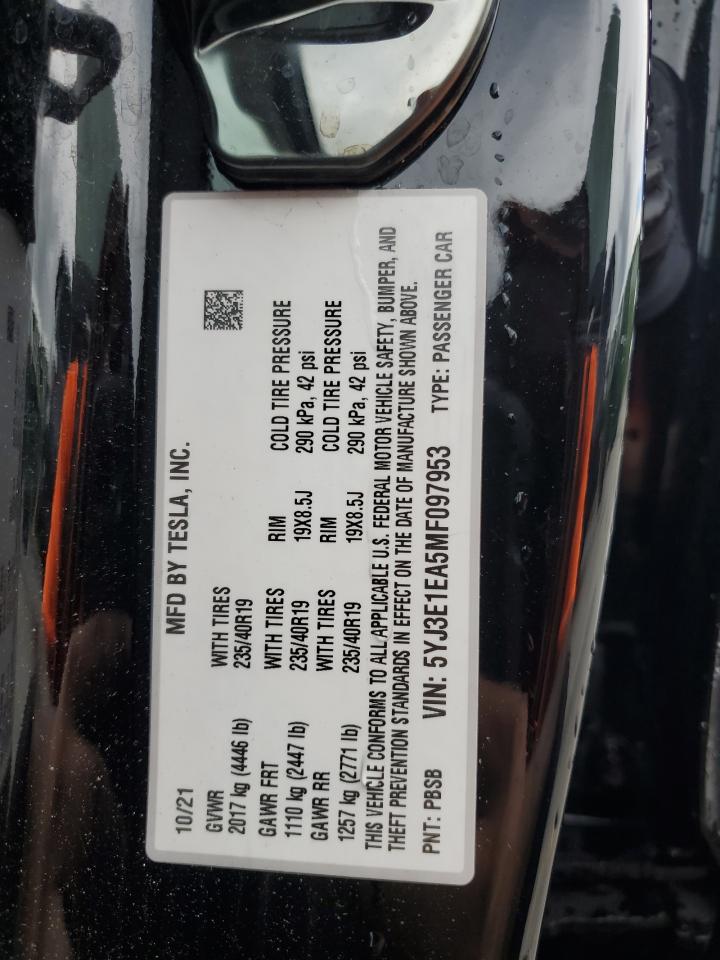 10/21 MFD BY TESLA, INC.
GVWR WITH TIRES
2017 kg (4446 lb) 235/40R19
GAWR FRT WITH TIRES RIM COLD TIRE PRESSURE
1110 kg (2447 lb) 235/40R19 19X8.5J 290 kPa, 42 psi
GAWR RR WITH TIRES RIM COLD TIRE PRESSURE
1257 kg (2771 lb) 235/40R19 19X8.5J 290 kPa, 42 psi
THIS VEHICLE CONFORMS TO ALL APPLICABLE U.S. FEDERAL MOTOR VEHICLE SAFETY, BUMPER, AND
THEFT PREVENTION STANDARDS IN EFFECT ON THE DATE OF MANUFACTURE SHOWN ABOVE.
PNT: PBSB VIN: 5YJ3E1EA5MF097953 TYPE: PASSENGER CAR